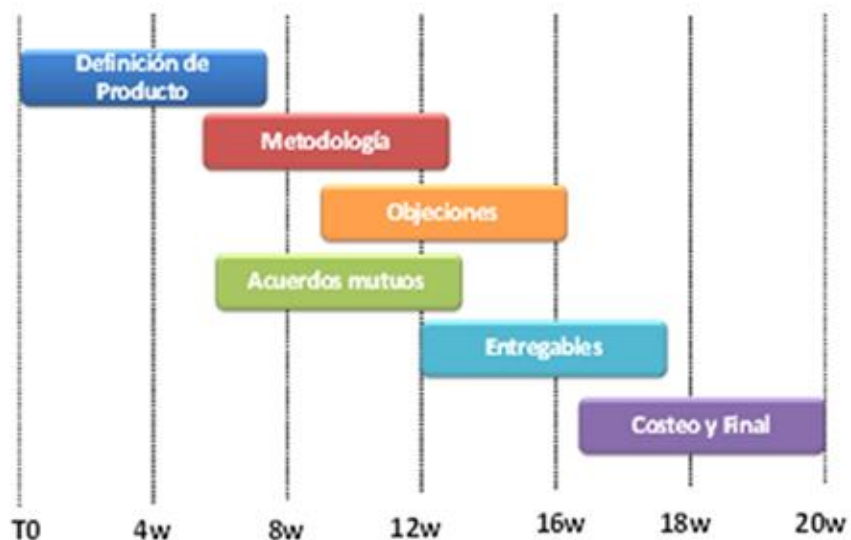 Definición de
Producto
Metodología
Objeciones
Acuerdos mutuos
Entregables
Costeo y Final
T0 4w 8w 12w 16w 18w 20w